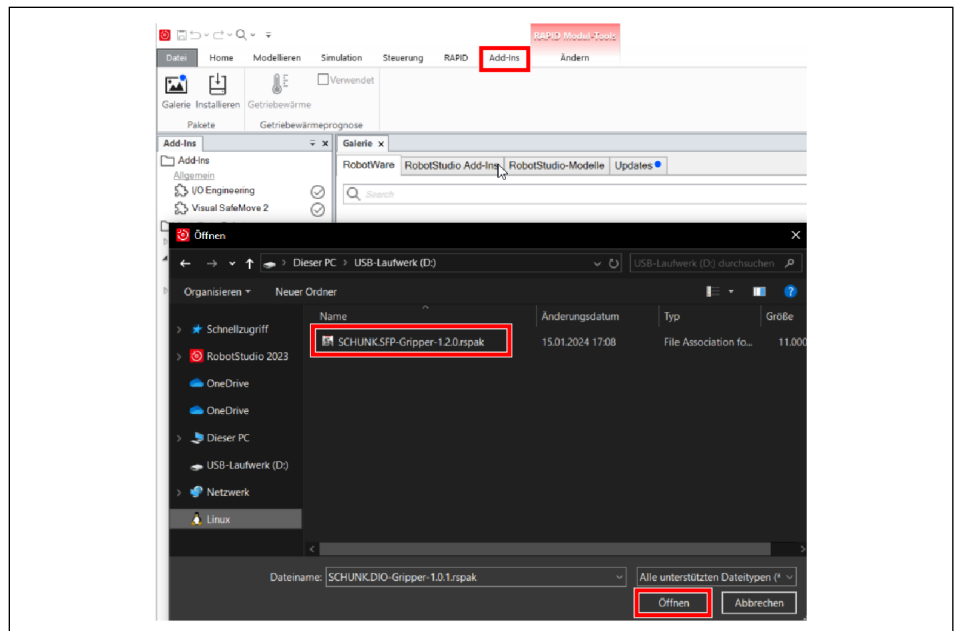 RAPID Model-Tools
Datei Home Modellieren Simulation Steuerung RAPID Add-Ins Ändern
Verwendet
Galerie Installieren Getriebewärme
Pakete Getriebewärmeprognose
Add-Ins Galerie
Add-Ins
RobotWare RobotStudio Add-Ins RobotStudio-Modelle Updates
Allgemein
I/O Engineering
Search
Visual SafeMove 2
Öffnen
Dieser PC > USB-Laufwerk (D:) USB-Laufwerk (D:) durchsuchen
Organisieren Neuer Ordner
Name Änderungsdatum Typ Größe
Schnellzugriff
SCHUNK.SFP-Gripper-1.2.0.rspak 15.01.2024 17:08 File Association fo... 11.000
RobotStudio 2023
OneDrive
OneDrive
Dieser PC
USB-Laufwerk (D:)
Netzwerk
Linux
Dateiname: SCHUNK.DIO-Gripper-1.0.1.rspak Alle unterstützten Dateitypen (*
Öffnen Abbrechen